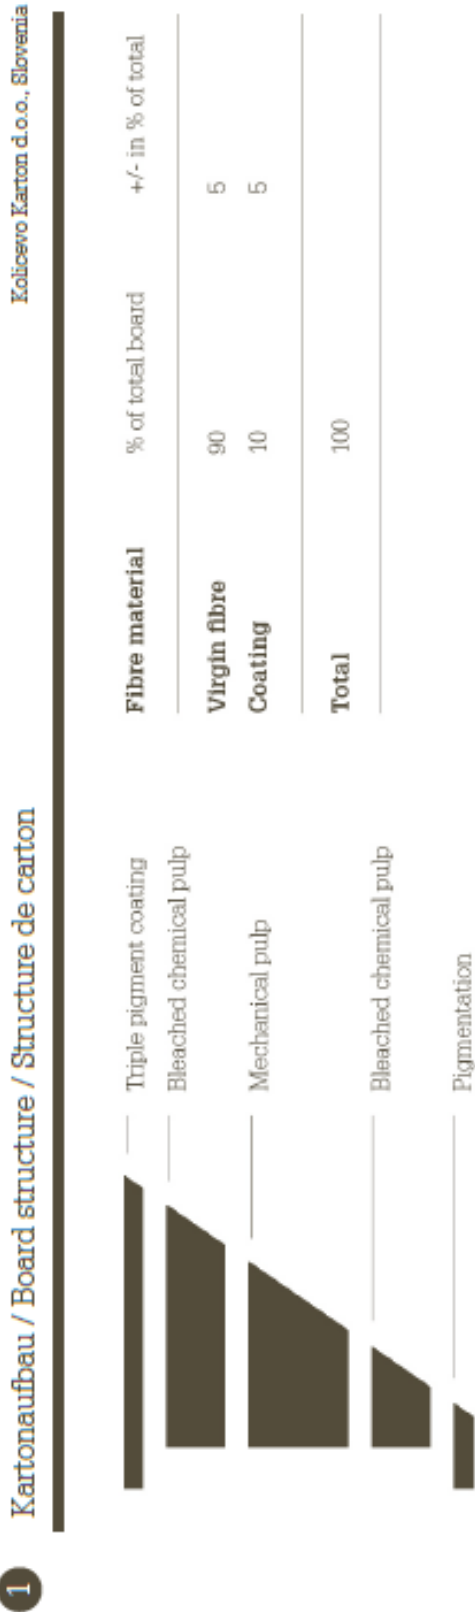 1 Kartonaufbau / Board structure / Structure de carton
Kolicevo Karton d.o.o., Slovenia
Triple pigment coating
Bleached chemical pulp
Mechanical pulp
Bleached chemical pulp
Pigmentation
Fibre material % of total board +/- in % of total
Virgin fibre 90 5
Coating 10 5
Total 100